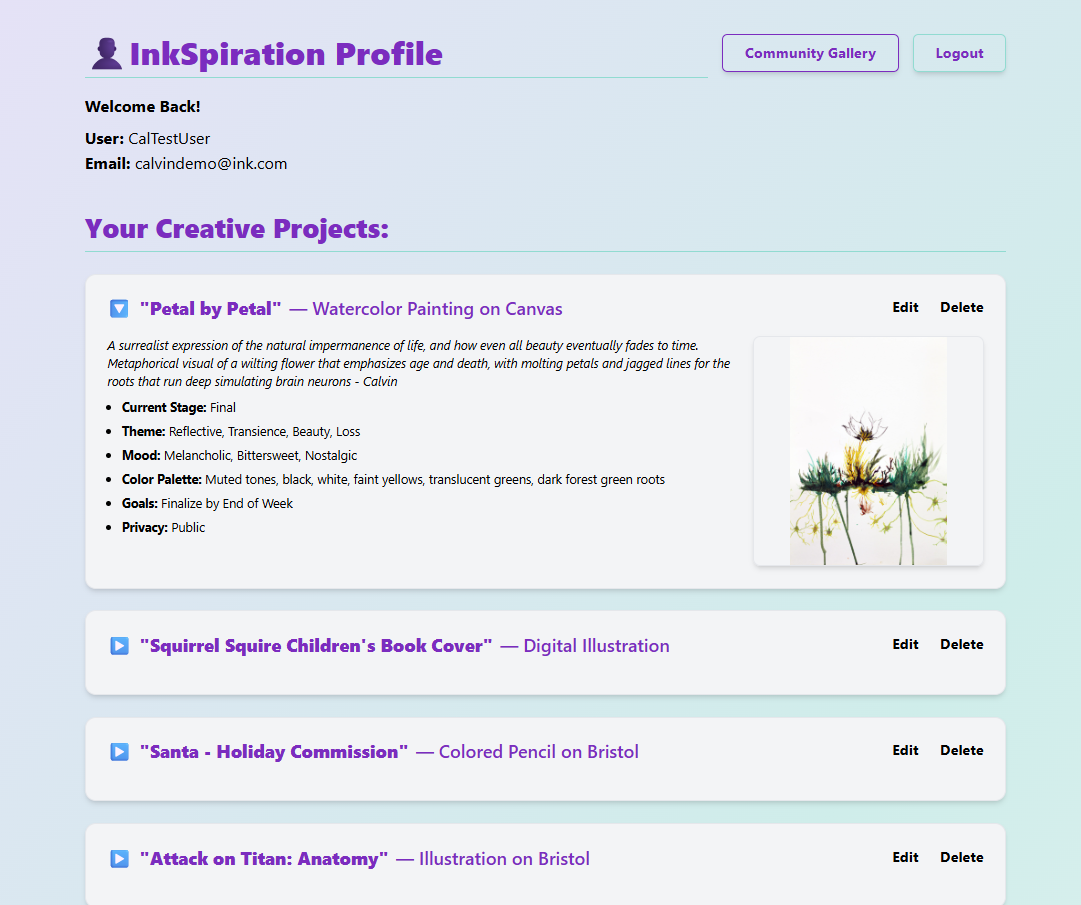 InkSpiration Profile
Community Gallery
Logout
Welcome Back!
User: CalTestUser
Email: calvindemo@ink.com
Your Creative Projects:
"Petal by Petal" — Watercolor Painting on Canvas
Edit
Delete
A surrealist expression of the natural impermanence of life, and how even all beauty eventually fades to time.
Metaphorical visual of a wilting flower that emphasizes age and death, with molting petals and jagged lines for the
roots that run deep simulating brain neurons - Calvin
• Current Stage: Final
• Theme: Reflective, Transience, Beauty, Loss
• Mood: Melancholic, Bittersweet, Nostalgic
• Color Palette: Muted tones, black, white, faint yellows, translucent greens, dark forest green roots
• Goals: Finalize by End of Week
• Privacy: Public
"Squirrel Squire Children's Book Cover" — Digital Illustration
Edit
Delete
"Santa - Holiday Commission" — Colored Pencil on Bristol
Edit
Delete
"Attack on Titan: Anatomy" — Illustration on Bristol
Edit
Delete